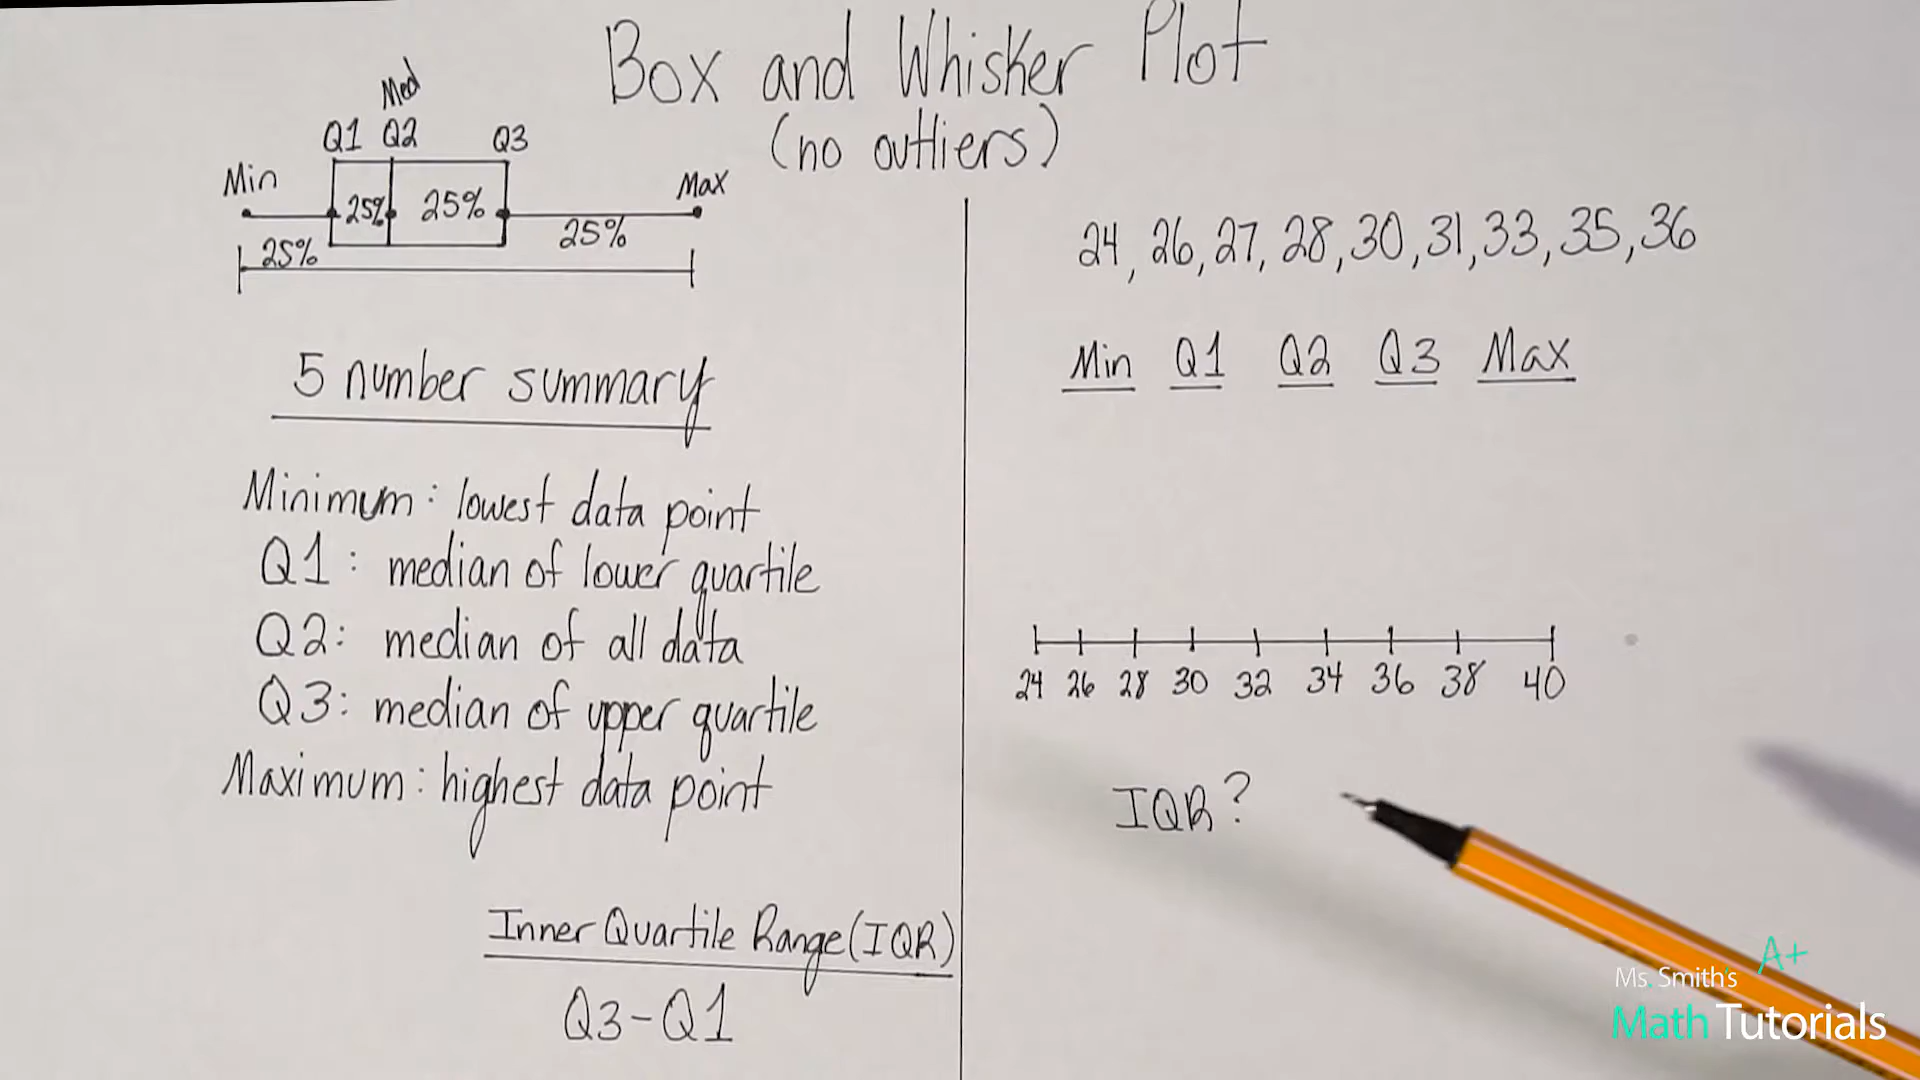 Box and Whisker Plot
(no outliers)
Med
Q1 Q2 Q3
Min
Max
25% 25%
25%
25%
5 number summary
Minimum: lowest data point
Q1: median of lower quartile
Q2: median of all data
Q3: median of upper quartile
Maximum: highest data point
Inner Quartile Range (IQR)
Q3-Q1
24, 26, 27, 28, 30, 31, 33, 35, 36
Min Q1 Q2 Q3 Max
24 26 28 30 32 34 36 38 40
IQR?
A+
Ms. Smith's
Math Tutorials